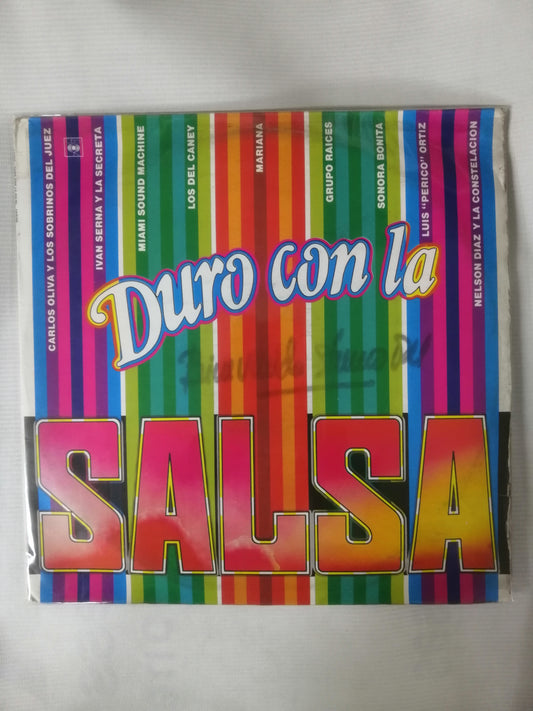 CARLOS OLIVA Y LOS SOBRINOS DEL JUEZ
IVAN SERNA Y LA SECRETA
MIAMI SOUND MACHINE
LOS DEL CANEY
MARIANA
GRUPO RAICES
SONORA BONITA
LUIS "PERICO" ORTIZ
NELSON DIAZ Y LA CONSTELACION
Duro con la
SALSA